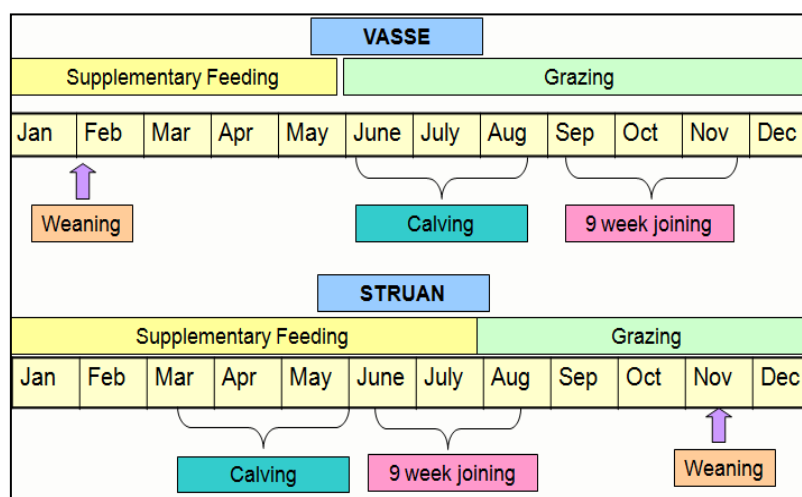 VASSE
Supplementary Feeding Grazing
Jan Feb Mar Apr May June July Aug Sep Oct Nov Dec
Weaning Calving 9 week joining
STRUAN
Supplementary Feeding Grazing
Jan Feb Mar Apr May June July Aug Sep Oct Nov Dec
Calving 9 week joining Weaning